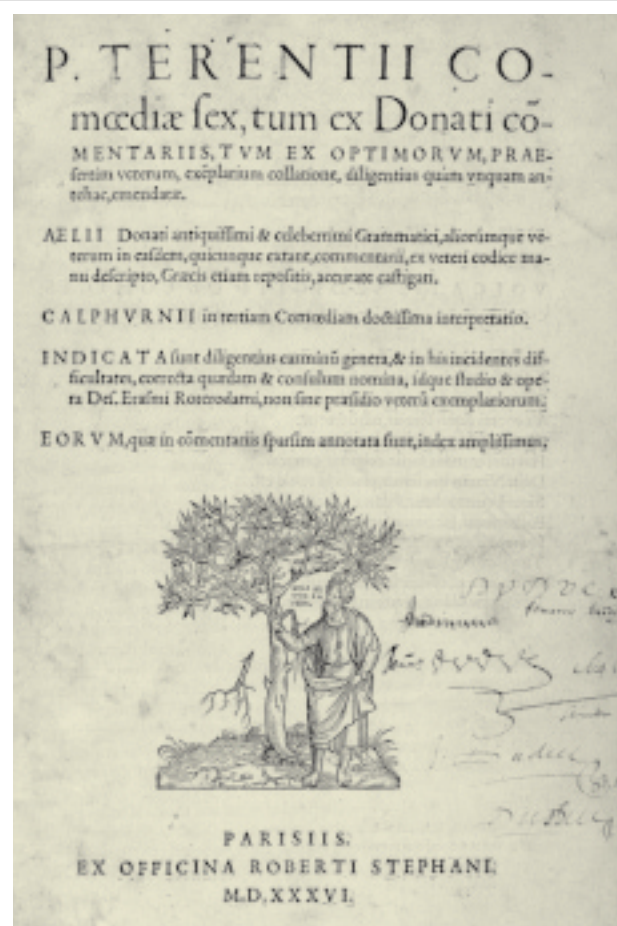 P. TERENTII CO-
mœdiæ ſex, tum ex Donati cō-
MENTARIIS, TVM EX OPTIMORVM, PRAE-
ſertim veterum, exēplarium collatione, diligentius quàm vnquam an-
tehac, emendatæ.
AELII Donati antiquiſſimi & celeberrimi Grammatici, aliorúmque ve-
terum in eaſdem, quicunque extant, commentarii, ex veteri codice ma-
nu deſcripto, Græcis etiam repoſitis, accurate caſtigati.
CALPHVRNII in tertiam Comœdiam doctiſſima interpretatio.
INDICATA ſunt diligentius carminū genera, & in his incidentes dif-
ficultates, correcta quædam & conſulum nomina, idque ſtudio & ope-
ra Deſ. Eraſmi Roterodami, non ſine præſidio veterū exemplariorum.
EORVM, quæ in cōmentariis ſparſim annotata ſunt, index ampliſſimus.
PARISIIS.
EX OFFICINA ROBERTI STEPHANI.
M.D.XXXVI.